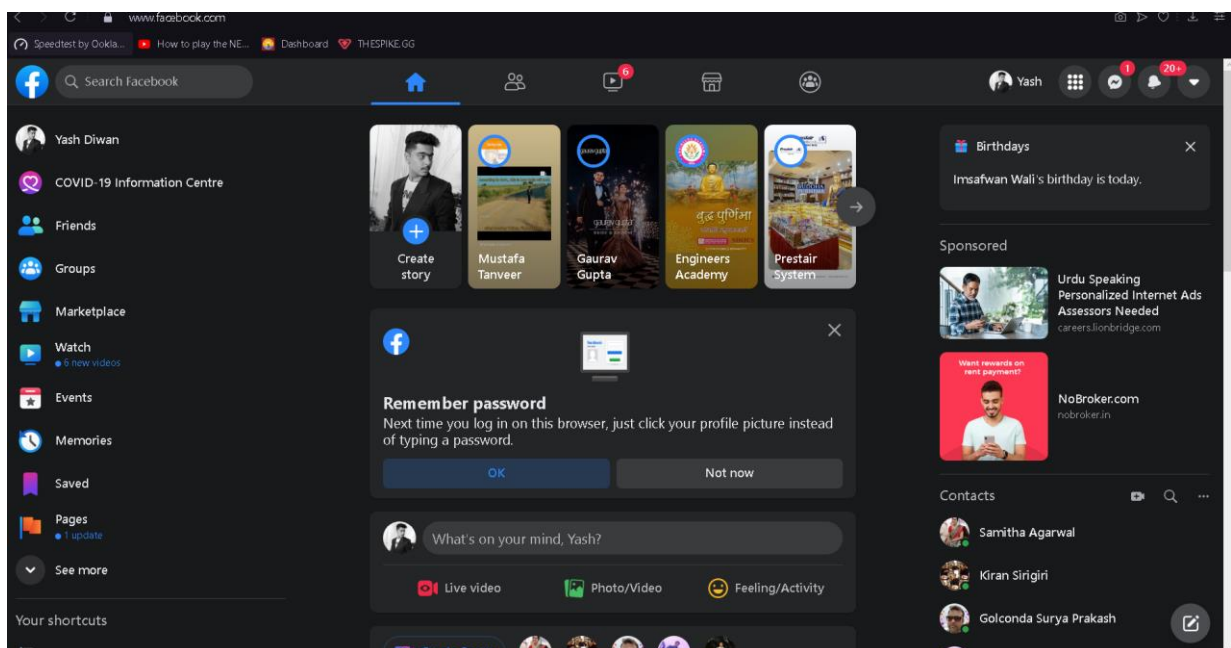 www.facebook.com
Speedtest by Ookla...
How to play the NE...
Dashboard
THESPIKE.GG
Search Facebook
6
Yash
1
20+
Yash Diwan
COVID-19 Information Centre
Friends
Groups
Marketplace
Watch
6 new videos
Events
Memories
Saved
Pages
1 update
See more
Your shortcuts
Create
story
Mustafa
Tanveer
Gaurav
Gupta
बुद्ध पूर्णिमा
Engineers
Academy
Prestair
System
Remember password
Next time you log in on this browser, just click your profile picture instead
of typing a password.
OK
Not now
What's on your mind, Yash?
Live video
Photo/Video
Feeling/Activity
Birthdays
Imsafwan Wali's birthday is today.
Sponsored
Urdu Speaking
Personalized Internet Ads
Assessors Needed
careers.lionbridge.com
Want rewards on
rent payment?
NoBroker.com
nobroker.in
Contacts
Samitha Agarwal
Kiran Sirigiri
Golconda Surya Prakash